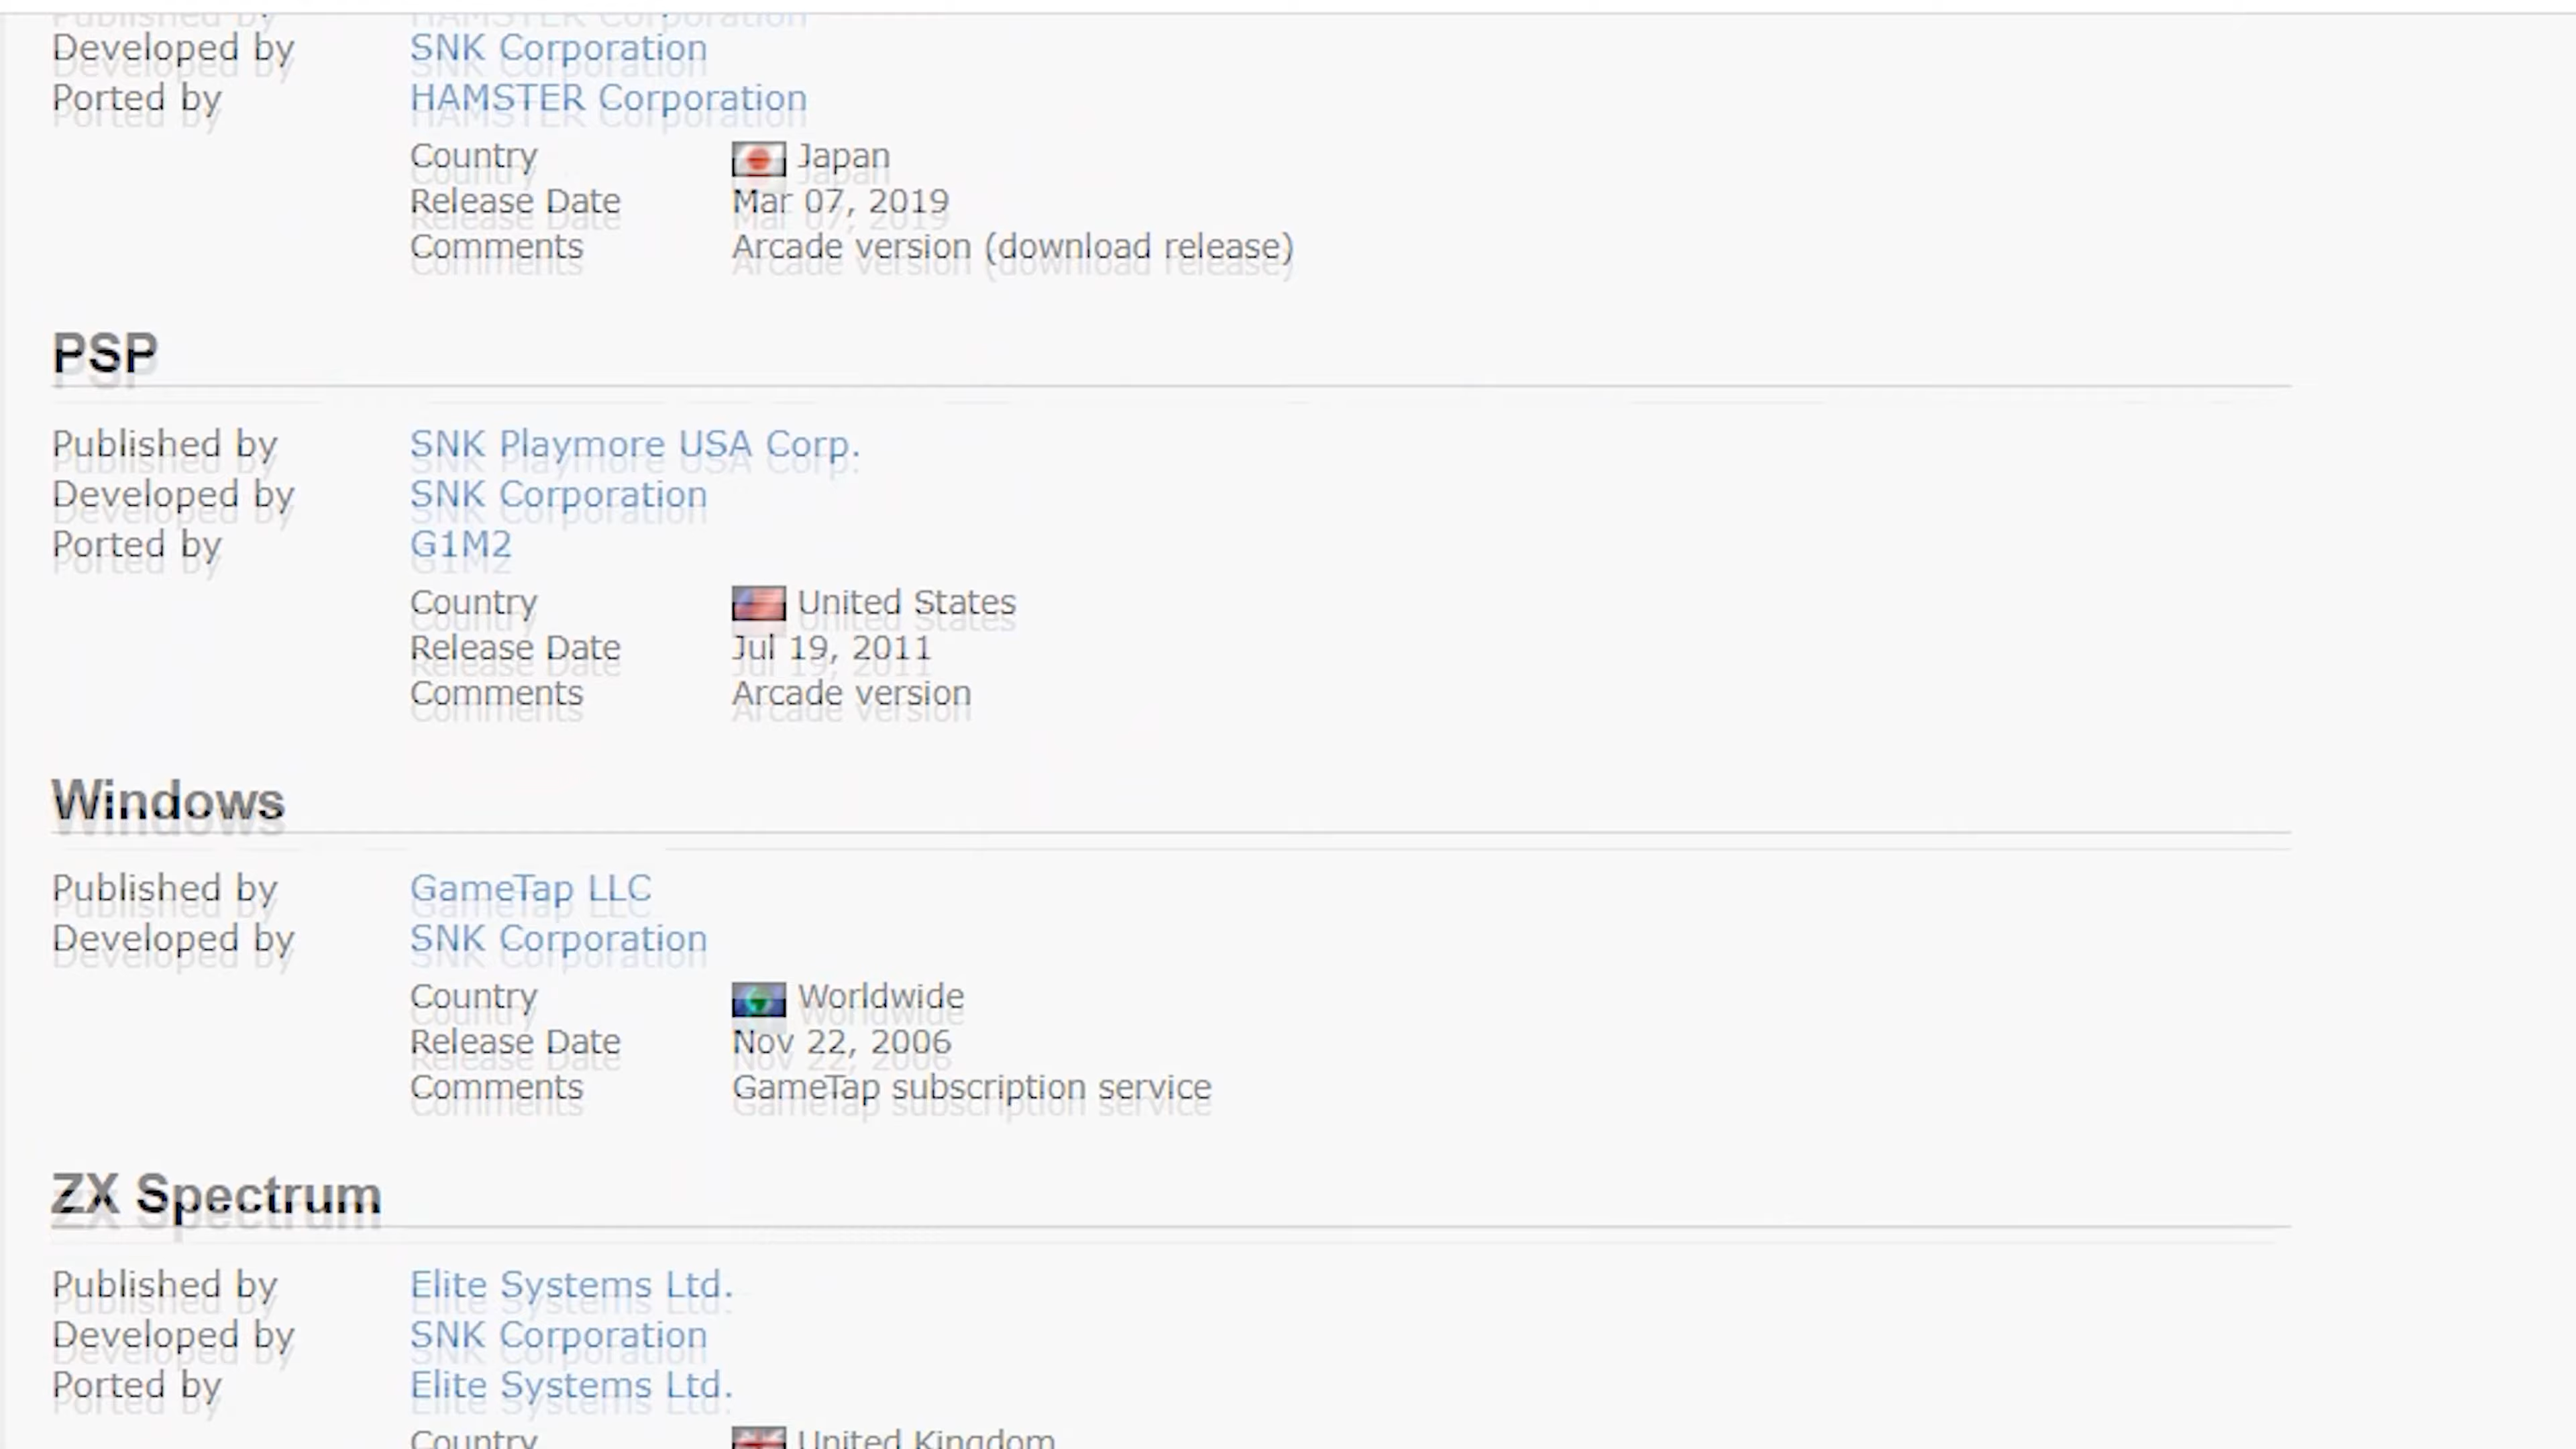 Published by HAMSTER Corporation
Developed by SNK Corporation
Ported by HAMSTER Corporation
Country Japan
Release Date Mar 07, 2019
Comments Arcade version (download release)
PSP
Published by SNK Playmore USA Corp.
Developed by SNK Corporation
Ported by G1M2
Country United States
Release Date Jul 19, 2011
Comments Arcade version
Windows
Published by GameTap LLC
Developed by SNK Corporation
Country Worldwide
Release Date Nov 22, 2006
Comments GameTap subscription service
ZX Spectrum
Published by Elite Systems Ltd.
Developed by SNK Corporation
Ported by Elite Systems Ltd.
Country United Kingdom